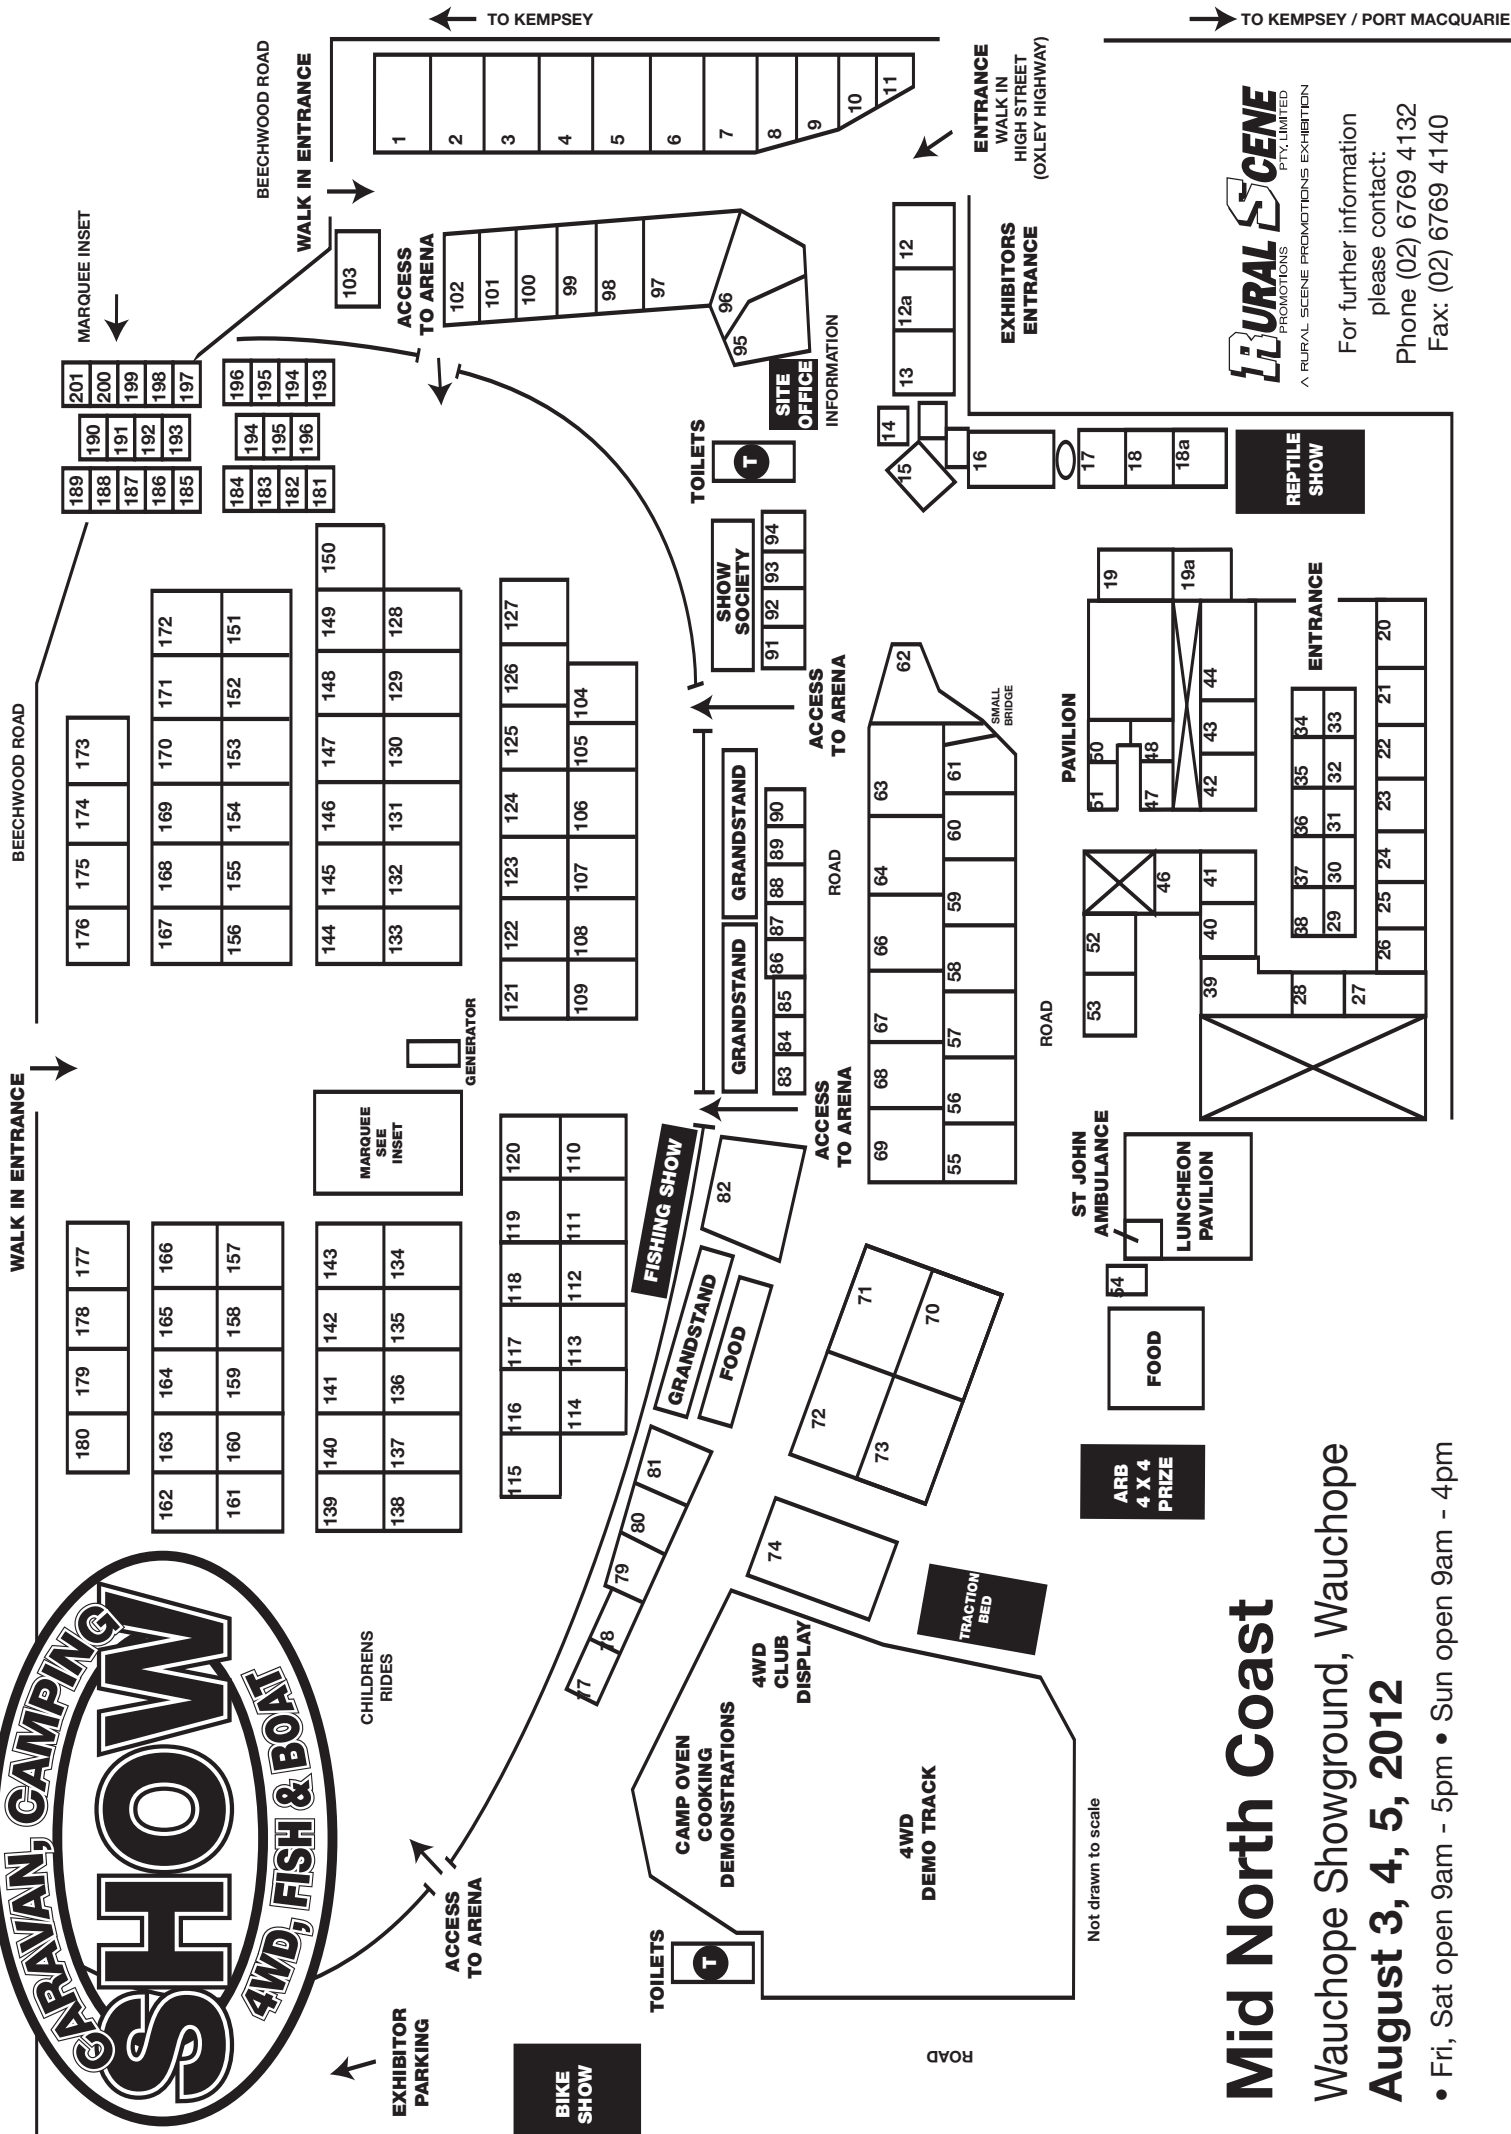 CARAVAN, CAMPING
SHOW
4WD, FISH & BOAT
WALK IN ENTRANCE
BEECHWOOD ROAD
MARQUEE INSET
BEECHWOOD ROAD
WALK IN ENTRANCE
TO KEMPSEY
180
179
178
177
176
175
174
173
189
188
187
186
185
190
191
192
193
201
200
199
198
197
184
183
182
181
194
195
196
196
195
194
193
162
163
164
165
166
167
168
169
170
171
172
161
160
159
158
157
156
155
154
153
152
151
139
140
141
142
143
144
145
146
147
148
149
150
138
137
136
135
134
133
132
131
130
129
128
CHILDRENS
RIDES
MARQUEE
SEE
INSET
GENERATOR
EXHIBITOR
PARKING
ACCESS
TO ARENA
115
116
117
118
119
120
121
122
123
124
125
126
127
114
113
112
111
110
109
108
107
106
105
104
103
ACCESS
TO ARENA
102
101
100
99
98
97
96
95
1
2
3
4
5
6
7
8
9
10
11
BIKE
SHOW
TOILETS
T
77
78
79
80
81
GRANDSTAND
FOOD
FISHING SHOW
82
ACCESS
TO ARENA
GRANDSTAND
GRANDSTAND
83
84
85
86
87
88
89
90
ACCESS
TO ARENA
SHOW
SOCIETY
91
92
93
94
TOILETS
T
SITE
OFFICE
INFORMATION
ROAD
CAMP OVEN
COOKING
DEMONSTRATIONS
4WD
CLUB
DISPLAY
4WD
DEMO TRACK
ROAD
74
TRACTION
BED
72
71
73
70
69
68
67
66
64
63
62
55
56
57
58
59
60
61
SMALL
BRIDGE
ROAD
14
15
16
17
18
18a
13
12a
12
ENTRANCE
WALK IN
HIGH STREET
(OXLEY HIGHWAY)
EXHIBITORS
ENTRANCE
REPTILE
SHOW
TO KEMPSEY / PORT MACQUARIE
Not drawn to scale
ARB
4 X 4
PRIZE
FOOD
54
ST JOHN
AMBULANCE
LUNCHEON
PAVILION
53
52
46
PAVILION
51
50
47
48
19
19a
39
40
41
42
43
44
28
27
38
37
36
35
34
29
30
31
32
33
ENTRANCE
26
25
24
23
22
21
20
Mid North Coast
Wauchope Showground, Wauchope
August 3, 4, 5, 2012
• Fri, Sat open 9am - 5pm • Sun open 9am - 4pm
RURAL SCENE
PROMOTIONS PTY. LIMITED
A RURAL SCENE PROMOTIONS EXHIBITION
For further information
please contact:
Phone (02) 6769 4132
Fax: (02) 6769 4140